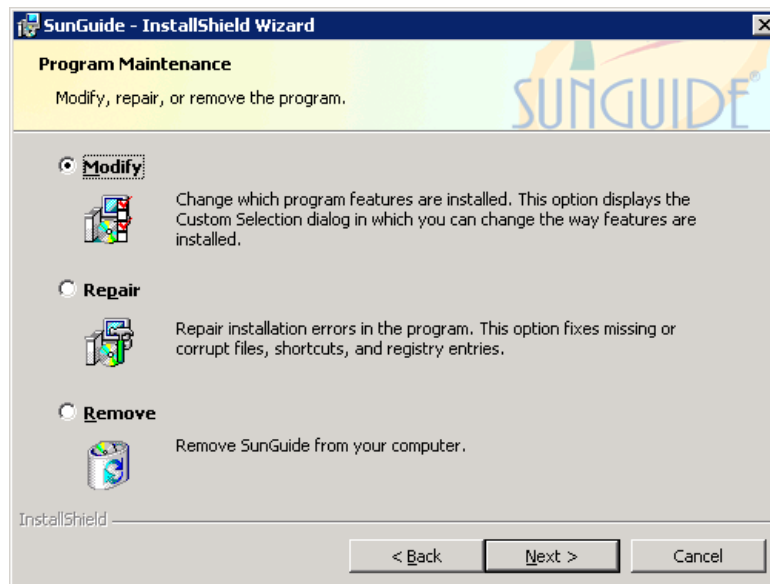 SunGuide - InstallShield Wizard
Program Maintenance
Modify, repair, or remove the program.
SUNGUIDE®
Modify
Change which program features are installed. This option displays the
Custom Selection dialog in which you can change the way features are
installed.
Repair
Repair installation errors in the program. This option fixes missing or
corrupt files, shortcuts, and registry entries.
Remove
Remove SunGuide from your computer.
InstallShield
< Back
Next >
Cancel